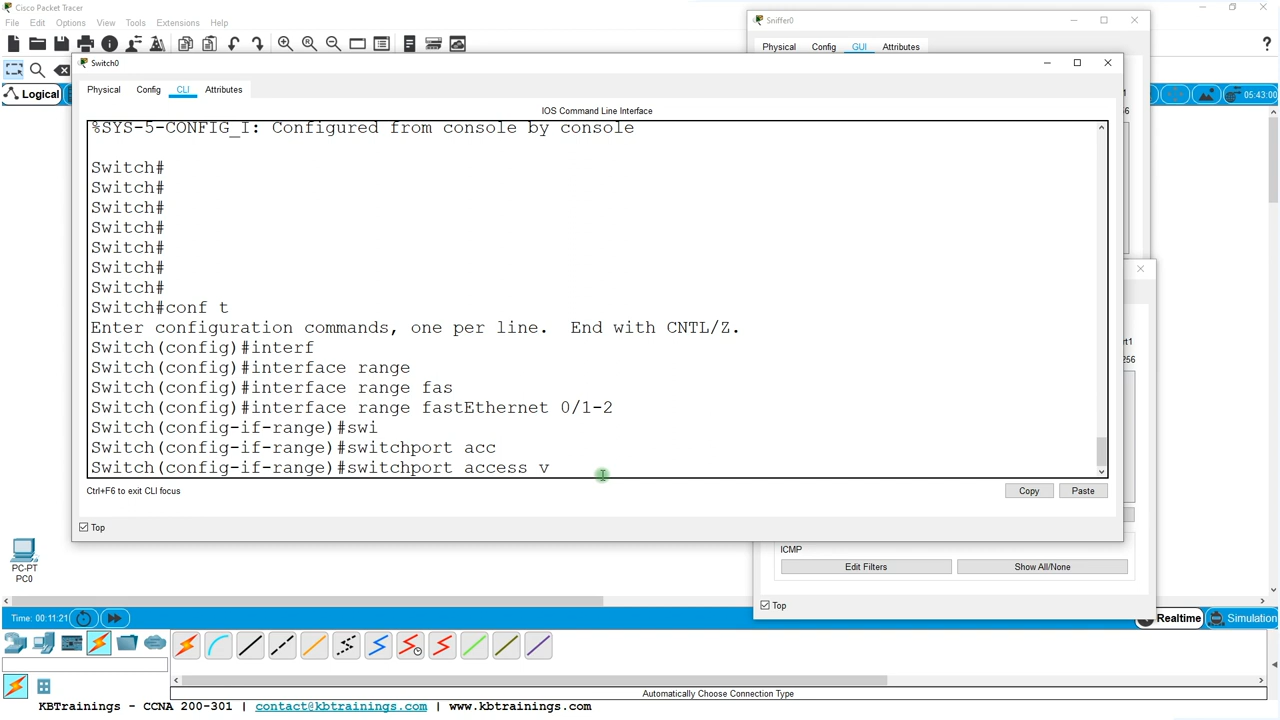 Cisco Packet Tracer
File Edit Options View Tools Extensions Help
Sniffer0
Physical Config GUI Attributes
Switch0
Physical Config CLI Attributes
Logical
05:43:00
IOS Command Line Interface
%SYS-5-CONFIG_I: Configured from console by console
Switch#
Switch#
Switch#
Switch#
Switch#
Switch#
Switch#
Switch#conf t
Enter configuration commands, one per line. End with CNTL/Z.
Switch(config)#interf
Switch(config)#interface range
Switch(config)#interface range fas
Switch(config)#interface range fastEthernet 0/1-2
Switch(config-if-range)#swi
Switch(config-if-range)#switchport acc
Switch(config-if-range)#switchport access v
Ctrl+F6 to exit CLI focus
Copy Paste
Top
256
ICMP
Edit Filters Show All/None
Top
PC-PT
PC0
Time: 00:11:21
Realtime Simulation
Automatically Choose Connection Type
KBTrainings - CCNA 200-301 | contact@kbtrainings.com | www.kbtrainings.com